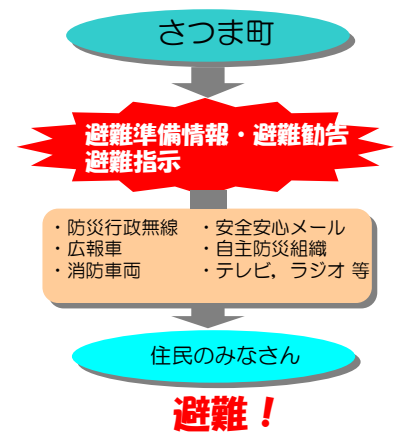 さつま町
避難準備情報・避難勧告
避難指示
・防災行政無線 ・安全安心メール
・広報車 ・自主防災組織
・消防車両 ・テレビ，ラジオ 等
住民のみなさん
避難！